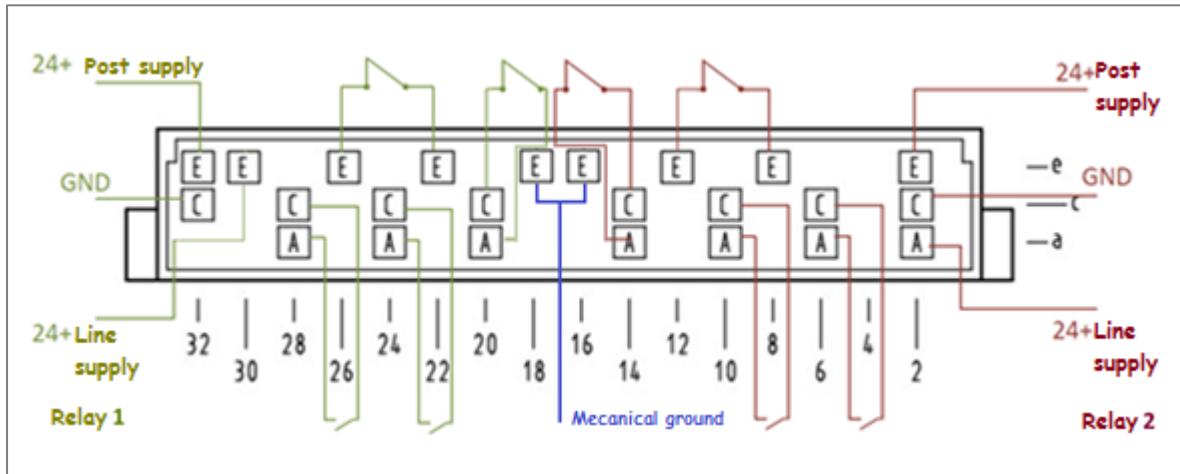 24+ Post supply
24+Post
supply
E E E E E E E E E
—e
GND
C C C C C C C C
GND
—c
A A A A A A A
—a
24+Line
supply
32 28 24 20 16 12 8 4
24+Line
supply
30 26 22 18 14 10 6 2
Relay 1
Mecanical ground
Relay 2